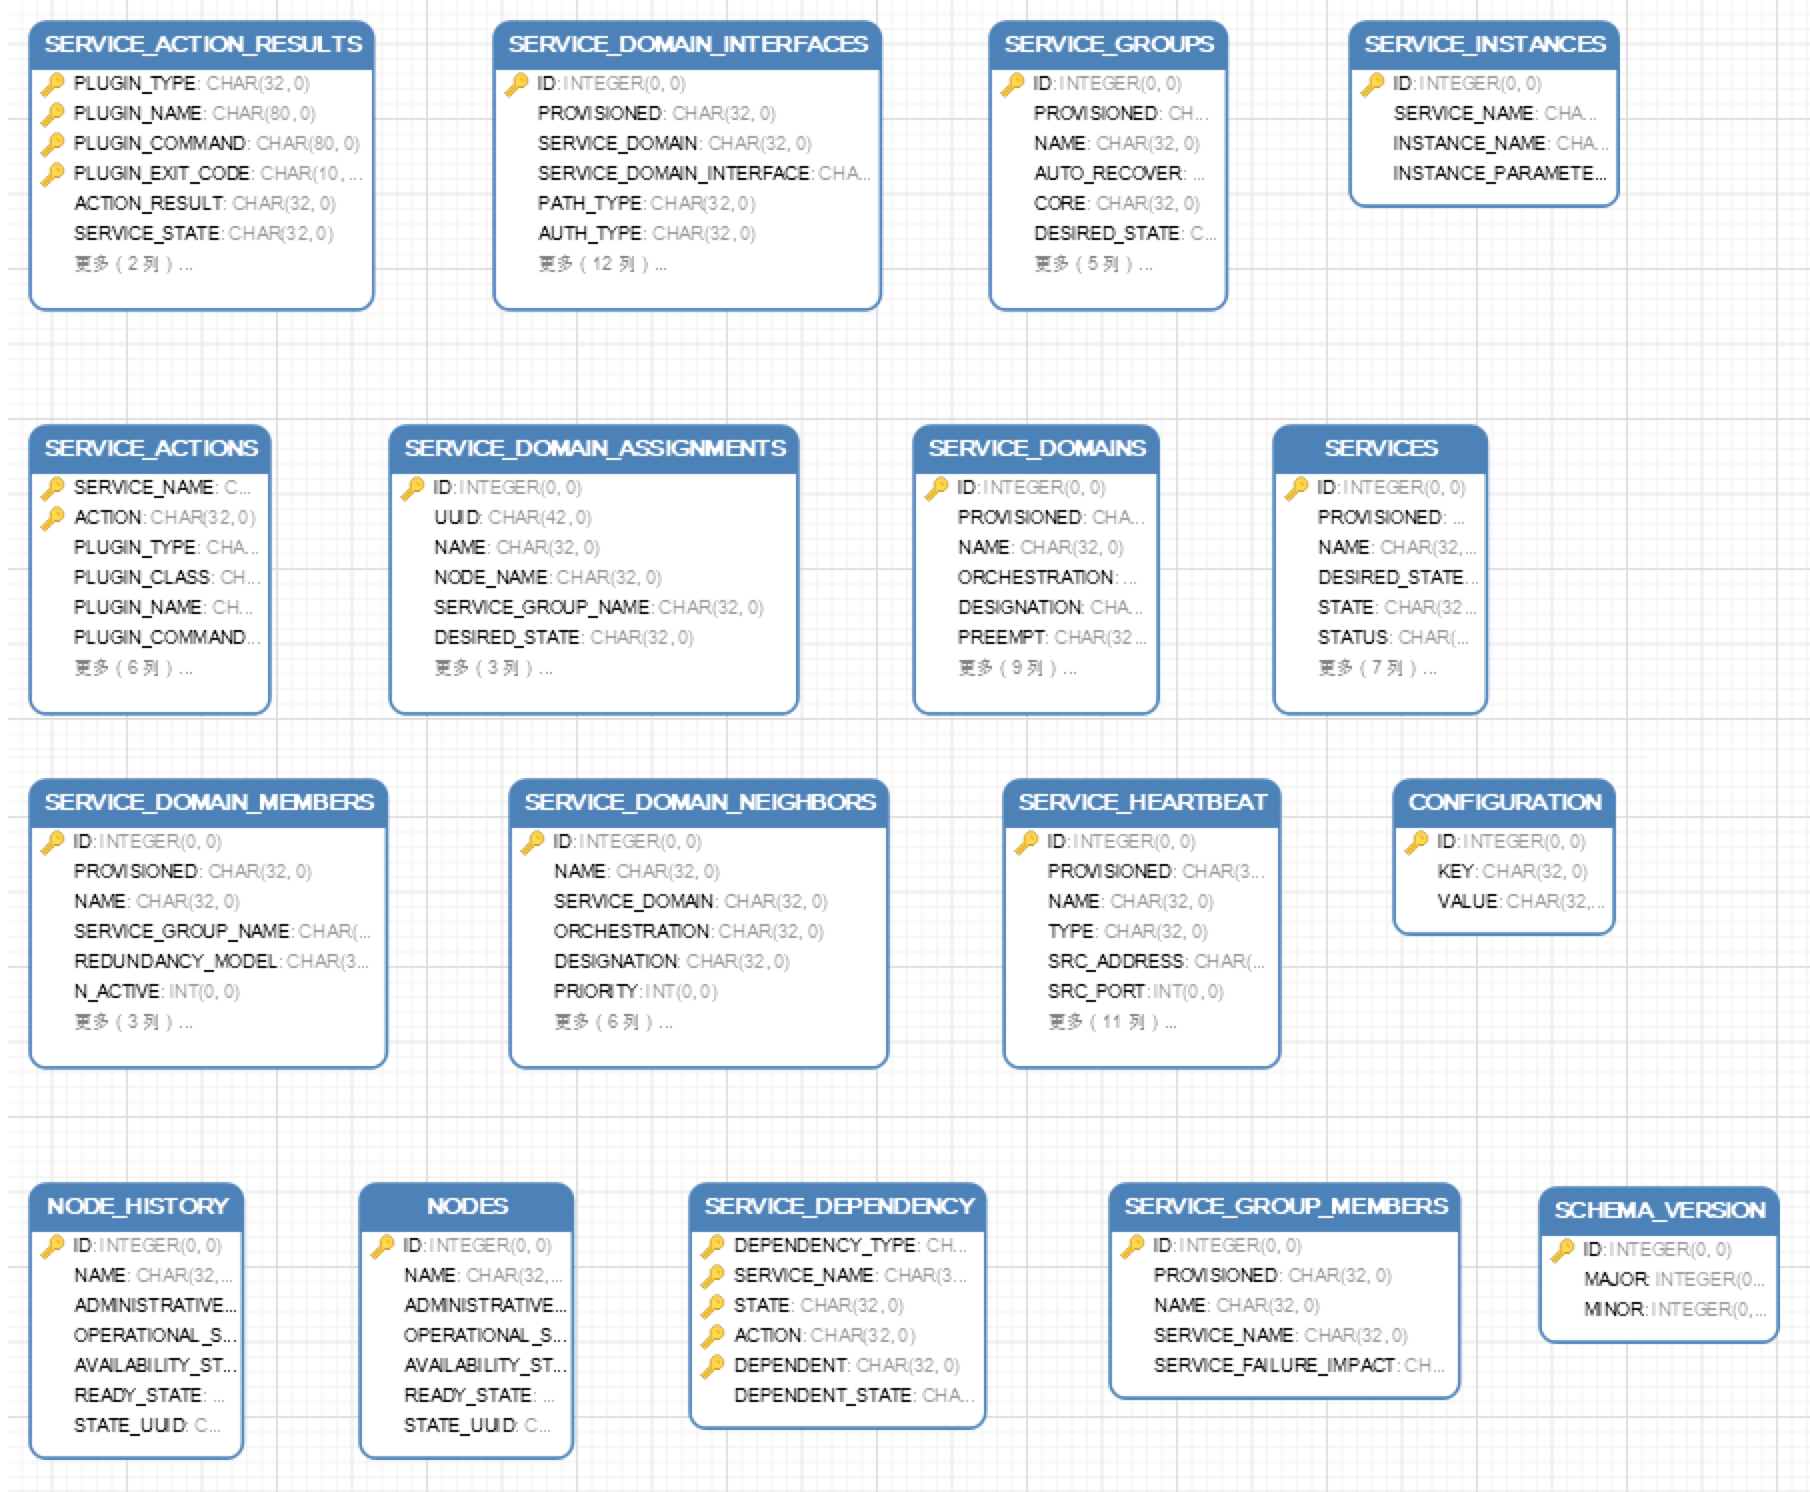 SERVICE_ACTION_RESULTS
PLUGIN_TYPE: CHAR(32, 0)
PLUGIN_NAME: CHAR(80, 0)
PLUGIN_COMMAND: CHAR(80, 0)
PLUGIN_EXIT_CODE: CHAR(10, ...
ACTION_RESULT: CHAR(32, 0)
SERVICE_STATE: CHAR(32, 0)
更多 ( 2 列 ) ...
SERVICE_DOMAIN_INTERFACES
ID: INTEGER(0, 0)
PROVISIONED: CHAR(32, 0)
SERVICE_DOMAIN: CHAR(32, 0)
SERVICE_DOMAIN_INTERFACE: CHA...
PATH_TYPE: CHAR(32, 0)
AUTH_TYPE: CHAR(32, 0)
更多 ( 12 列 ) ...
SERVICE_GROUPS
ID: INTEGER(0, 0)
PROVISIONED: CH...
NAME: CHAR(32, 0)
AUTO_RECOVER: ...
CORE: CHAR(32, 0)
DESIRED_STATE: C...
更多 ( 5 列 ) ...
SERVICE_INSTANCES
ID: INTEGER(0, 0)
SERVICE_NAME: CHA...
INSTANCE_NAME: CHA...
INSTANCE_PARAMETE...
SERVICE_ACTIONS
SERVICE_NAME: C...
ACTION: CHAR(32, 0)
PLUGIN_TYPE: CHA...
PLUGIN_CLASS: CH...
PLUGIN_NAME: CH...
PLUGIN_COMMAND...
更多 ( 6 列 ) ...
SERVICE_DOMAIN_ASSIGNMENTS
ID: INTEGER(0, 0)
UUID: CHAR(42, 0)
NAME: CHAR(32, 0)
NODE_NAME: CHAR(32, 0)
SERVICE_GROUP_NAME: CHAR(32, 0)
DESIRED_STATE: CHAR(32, 0)
更多 ( 3 列 ) ...
SERVICE_DOMAINS
ID: INTEGER(0, 0)
PROVISIONED: CHA...
NAME: CHAR(32, 0)
ORCHESTRATION: ...
DESIGNATION: CHA...
PREEMPT: CHAR(32...
更多 ( 9 列 ) ...
SERVICES
ID: INTEGER(0, 0)
PROVISIONED: ...
NAME: CHAR(32,...
DESIRED_STATE...
STATE: CHAR(32...
STATUS: CHAR(...
更多 ( 7 列 ) ...
SERVICE_DOMAIN_MEMBERS
ID: INTEGER(0, 0)
PROVISIONED: CHAR(32, 0)
NAME: CHAR(32, 0)
SERVICE_GROUP_NAME: CHAR(...
REDUNDANCY_MODEL: CHAR(3...
N_ACTIVE: INT(0, 0)
更多 ( 3 列 ) ...
SERVICE_DOMAIN_NEIGHBORS
ID: INTEGER(0, 0)
NAME: CHAR(32, 0)
SERVICE_DOMAIN: CHAR(32, 0)
ORCHESTRATION: CHAR(32, 0)
DESIGNATION: CHAR(32, 0)
PRIORITY: INT(0, 0)
更多 ( 6 列 ) ...
SERVICE_HEARTBEAT
ID: INTEGER(0, 0)
PROVISIONED: CHAR(3...
NAME: CHAR(32, 0)
TYPE: CHAR(32, 0)
SRC_ADDRESS: CHAR(...
SRC_PORT: INT(0, 0)
更多 ( 11 列 ) ...
CONFIGURATION
ID: INTEGER(0, 0)
KEY: CHAR(32, 0)
VALUE: CHAR(32,...
NODE_HISTORY
ID: INTEGER(0, 0)
NAME: CHAR(32,...
ADMINISTRATIVE...
OPERATIONAL_S...
AVAILABILITY_ST...
READY_STATE: ...
STATE_UUID: C...
NODES
ID: INTEGER(0, 0)
NAME: CHAR(32,...
ADMINISTRATIVE...
OPERATIONAL_S...
AVAILABILITY_ST...
READY_STATE: ...
STATE_UUID: C...
SERVICE_DEPENDENCY
DEPENDENCY_TYPE: CH...
SERVICE_NAME: CHAR(3...
STATE: CHAR(32, 0)
ACTION: CHAR(32, 0)
DEPENDENT: CHAR(32, 0)
DEPENDENT_STATE: CHA...
SERVICE_GROUP_MEMBERS
ID: INTEGER(0, 0)
PROVISIONED: CHAR(32, 0)
NAME: CHAR(32, 0)
SERVICE_NAME: CHAR(32, 0)
SERVICE_FAILURE_IMPACT: CH...
SCHEMA_VERSION
ID: INTEGER(0, 0)
MAJOR: INTEGER(0...
MINOR: INTEGER(0,...